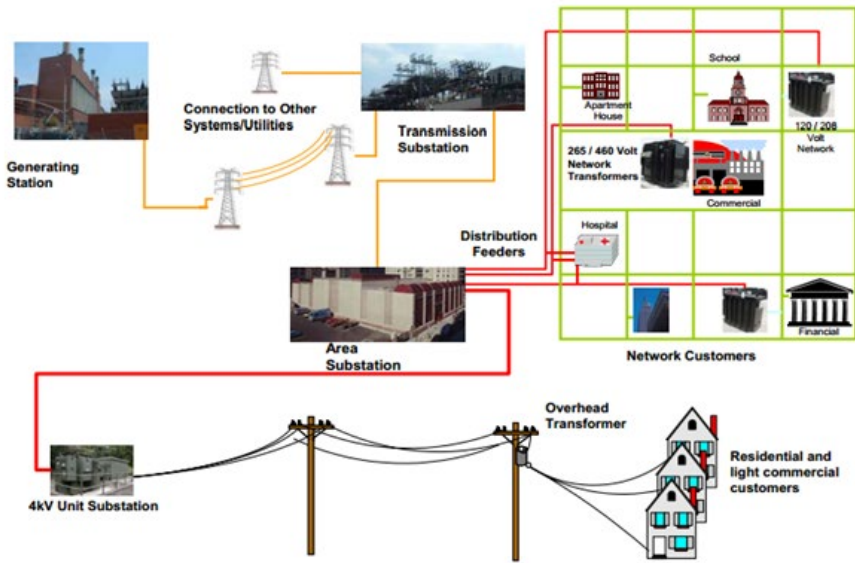 School
Connection to Other
Systems/Utilities
Transmission
Substation
Apartment
House
120 / 208
Volt
Network
265 / 460 Volt
Network
Transformers
Generating
Station
Commercial
Hospital
Distribution
Feeders
Financial
Area
Substation
Network Customers
Overhead
Transformer
Residential and
light commercial
customers
4kV Unit Substation